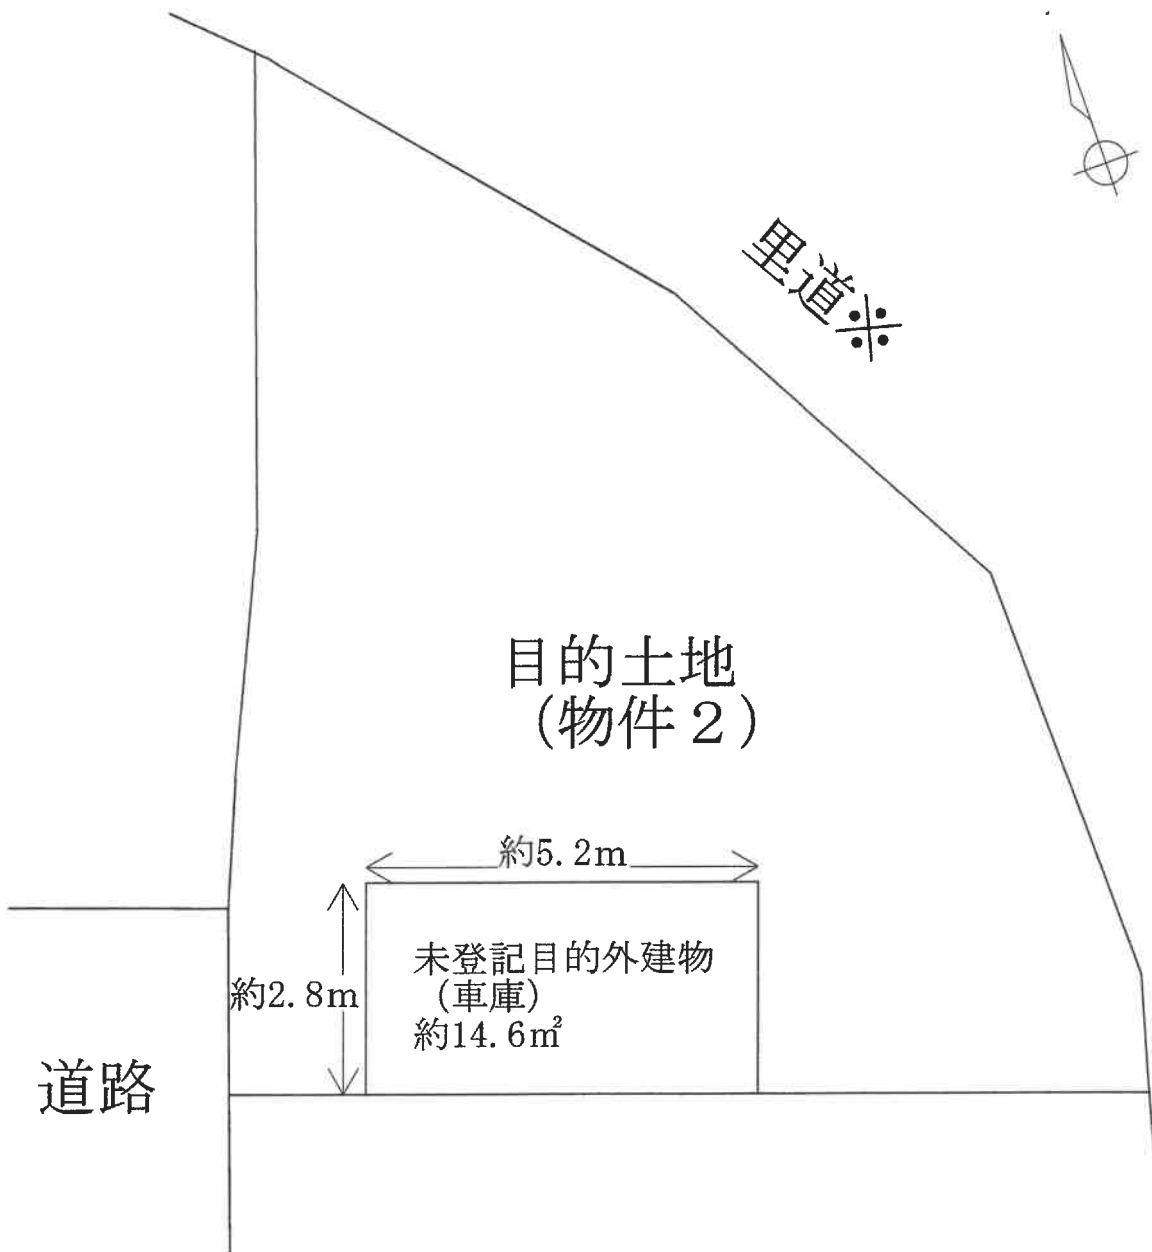 里道※
目的土地
（物件２）
約5.2m
約2.8m
未登記目的外建物
（車庫）
約14.6㎡
道路